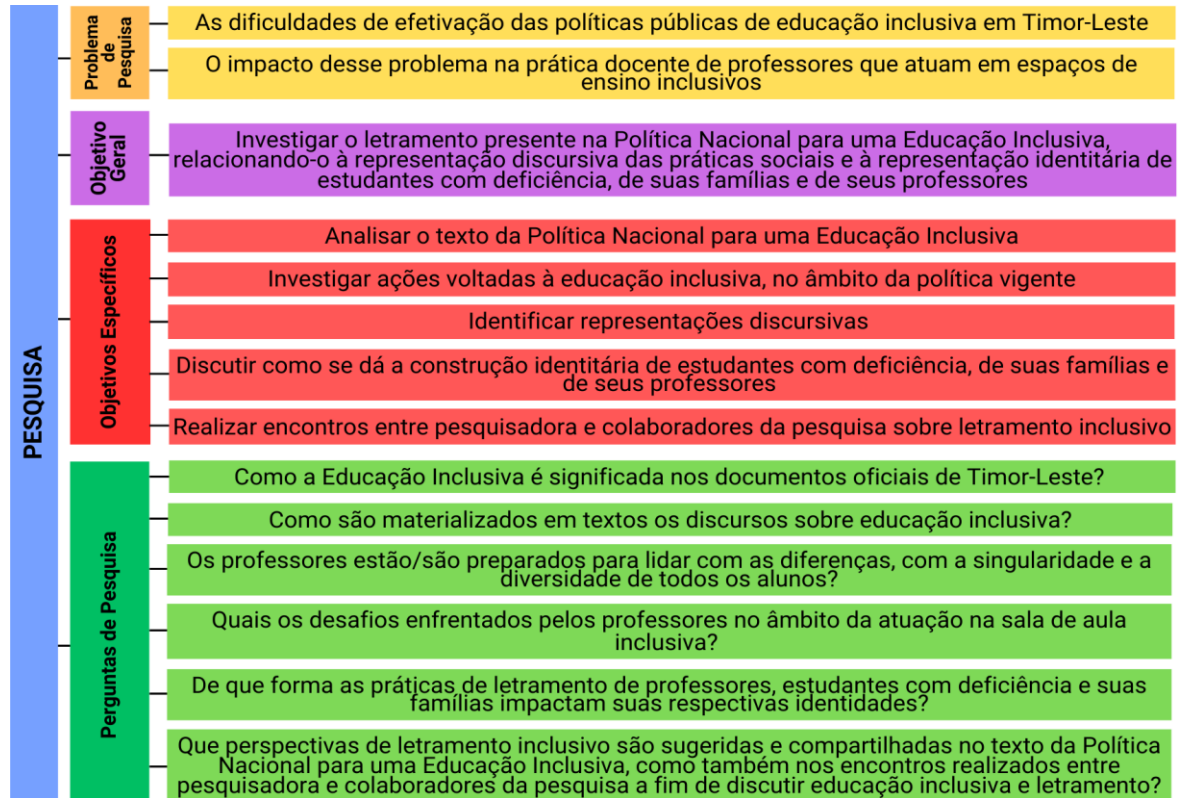 PESQUISA
Problema
de
Pesquisa
As dificuldades de efetivação das políticas públicas de educação inclusiva em Timor-Leste
O impacto desse problema na prática docente de professores que atuam em espaços de
ensino inclusivos
Objetivo
Geral
Investigar o letramento presente na Política Nacional para uma Educação Inclusiva,
relacionando-o à representação discursiva das práticas sociais e à representação identitária de
estudantes com deficiência, de suas famílias e de seus professores
Objetivos Específicos
Analisar o texto da Política Nacional para uma Educação Inclusiva
Investigar ações voltadas à educação inclusiva, no âmbito da política vigente
Identificar representações discursivas
Discutir como se dá a construção identitária de estudantes com deficiência, de suas famílias e
de seus professores
Realizar encontros entre pesquisadora e colaboradores da pesquisa sobre letramento inclusivo
Perguntas de Pesquisa
Como a Educação Inclusiva é significada nos documentos oficiais de Timor-Leste?
Como são materializados em textos os discursos sobre educação inclusiva?
Os professores estão/são preparados para lidar com as diferenças, com a singularidade e a
diversidade de todos os alunos?
Quais os desafios enfrentados pelos professores no âmbito da atuação na sala de aula
inclusiva?
De que forma as práticas de letramento de professores, estudantes com deficiência e suas
famílias impactam suas respectivas identidades?
Que perspectivas de letramento inclusivo são sugeridas e compartilhadas no texto da Política
Nacional para uma Educação Inclusiva, como também nos encontros realizados entre
pesquisadora e colaboradores da pesquisa a fim de discutir educação inclusiva e letramento?